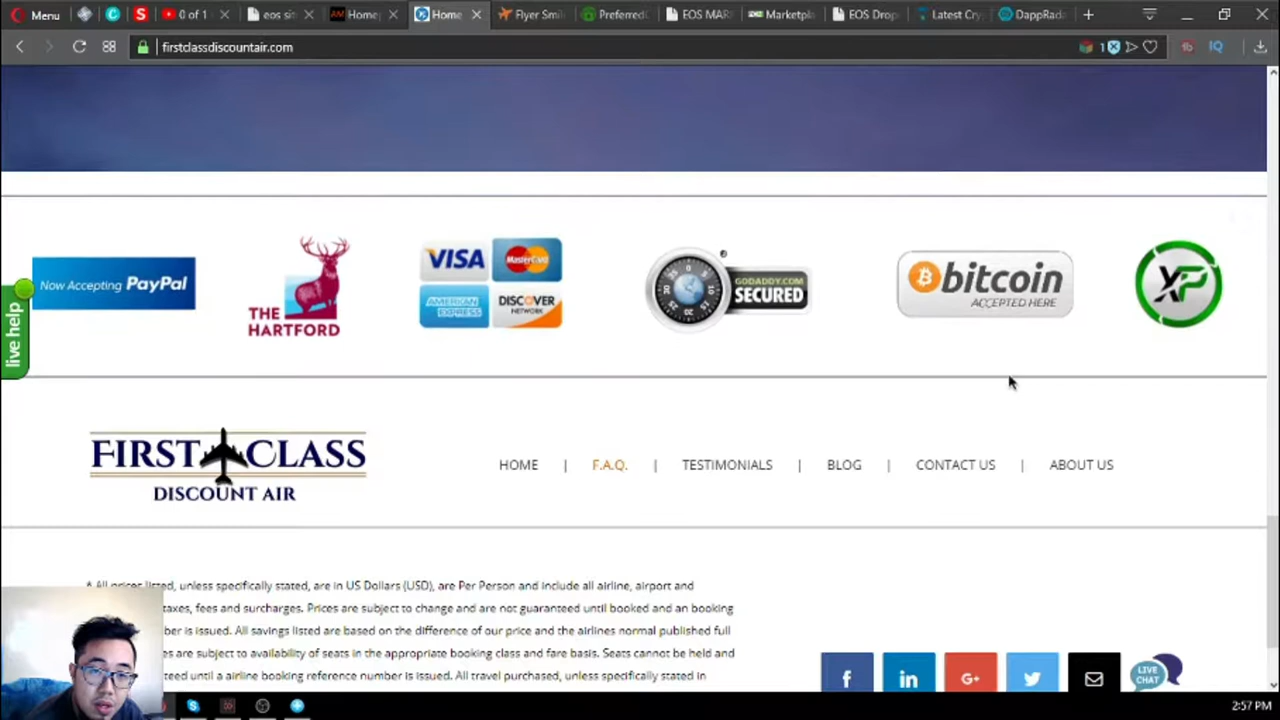 Menu
0 of 1
eos sit
Home
Home
Flyer Smil
Preferred
EOS MAR
Marketpl
EOS Drop
Latest Cry
DappRad
firstclassdiscountair.com
1
Now Accepting PayPal
THE
HARTFORD
VISA
MasterCard
AMERICAN
EXPRESS
DISCOVER
NETWORK
GODADDY.COM
SECURED
bitcoin
ACCEPTED HERE
XP
live help
FIRST CLASS
DISCOUNT AIR
HOME | F.A.Q. | TESTIMONIALS | BLOG | CONTACT US | ABOUT US
* All prices listed, unless specifically stated, are in US Dollars (USD), are Per Person and include all airline, airport and
taxes, fees and surcharges. Prices are subject to change and are not guaranteed until booked and an booking
ber is issued. All savings listed are based on the difference of our price and the airlines normal published full
es are subject to availability of seats in the appropriate booking class and fare basis. Seats cannot be held and
teed until a airline booking reference number is issued. All travel purchased, unless specifically stated in
LIVE
CHAT
2:57 PM